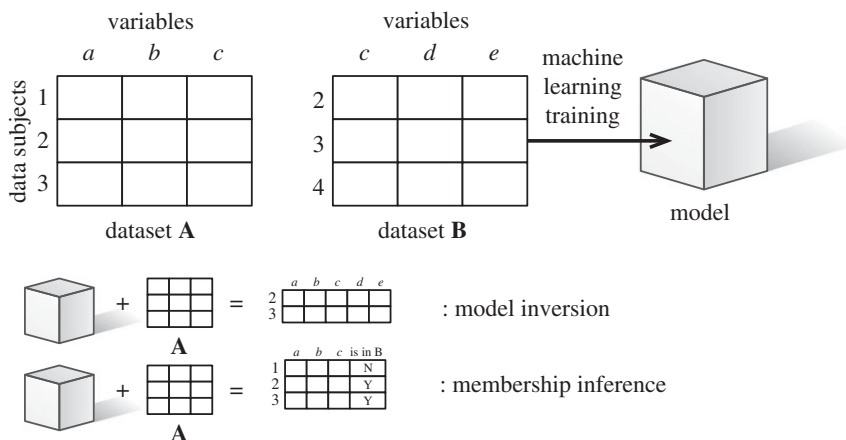 variables
a b c
data subjects
1
2
3
dataset A
variables
c d e
2
3
4
dataset B
machine
learning
training
model
+
A
=
a b c d e
2
3
: model inversion
+
A
=
a b c is in B
1 N
2 Y
3 Y
: membership inference